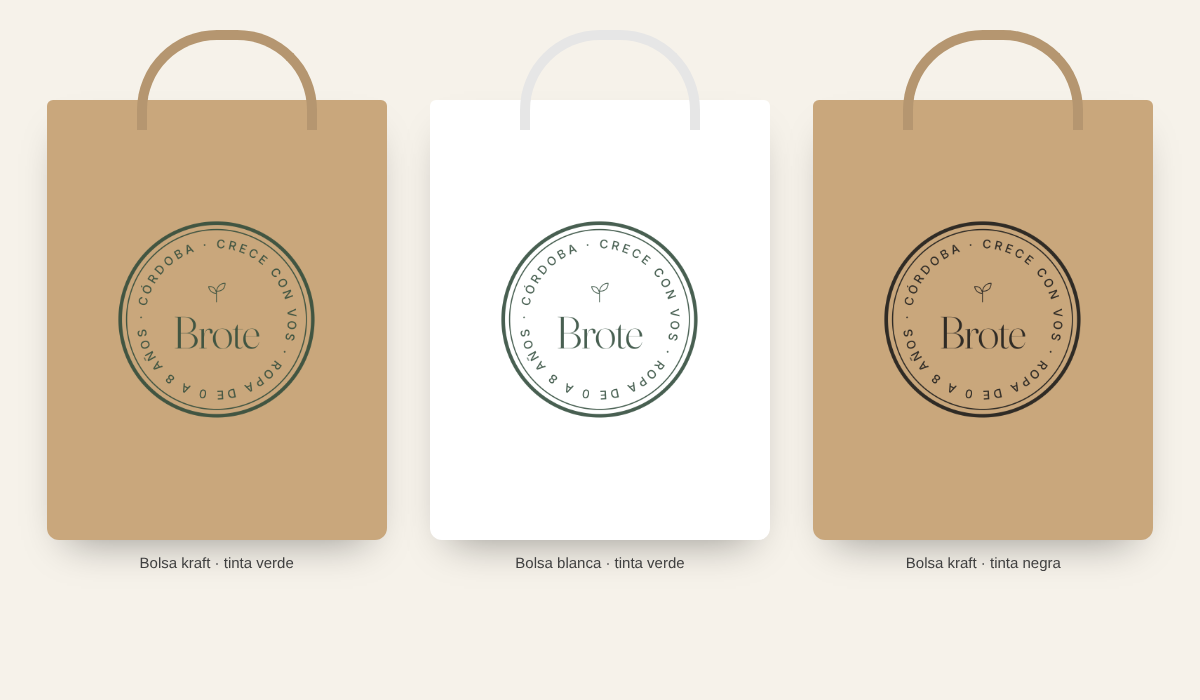 CÓRDOBA · CRECE CON VOS · ROPA DE 0 A 8 AÑOS ·
Brote
CÓRDOBA · CRECE CON VOS · ROPA DE 0 A 8 AÑOS ·
Brote
CÓRDOBA · CRECE CON VOS · ROPA DE 0 A 8 AÑOS ·
Brote
Bolsa kraft · tinta verde
Bolsa blanca · tinta verde
Bolsa kraft · tinta negra